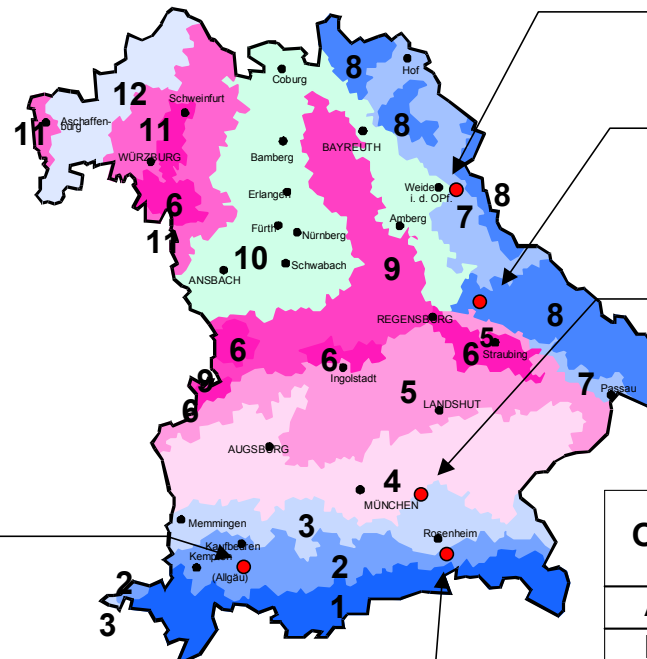 8
Hof
Coburg
12
Schweinfurt
8
11
Aschaffen-
burg
11
BAYREUTH
Bamberg
WÜRZBURG
Weiden
i. d. OPf.
8
Erlangen
6
7
Amberg
Fürth
Nürnberg
11
10
Schwabach
9
ANSBACH
REGENSBURG
8
5
6
6
6
Straubing
Ingolstadt
9
7
Passau
5
6
LANDSHUT
AUGSBURG
4
MÜNCHEN
Memmingen
3
Rosenheim
Kaufbeuren
Kempten
(Allgäu)
2
2
1
3